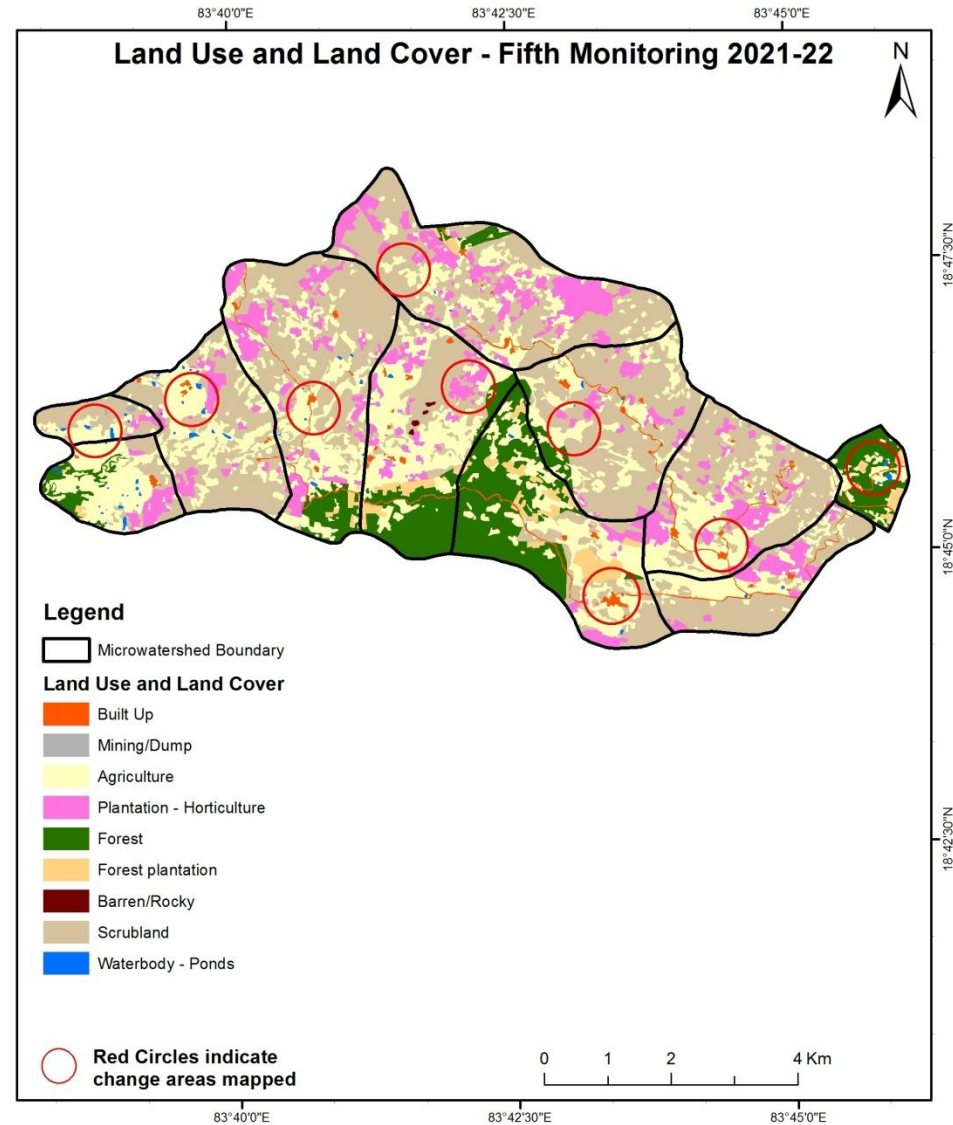 83°40'0"E
83°42'30"E
83°45'0"E
Land Use and Land Cover - Fifth Monitoring 2021-22
N
18°47'30"N
18°45'0"N
18°42'30"N
Legend
Microwatershed Boundary
Land Use and Land Cover
Built Up
Mining/Dump
Agriculture
Plantation - Horticulture
Forest
Forest plantation
Barren/Rocky
Scrubland
Waterbody - Ponds
Red Circles indicate
change areas mapped
0 1 2 4 Km
83°40'0"E
83°42'30"E
83°45'0"E